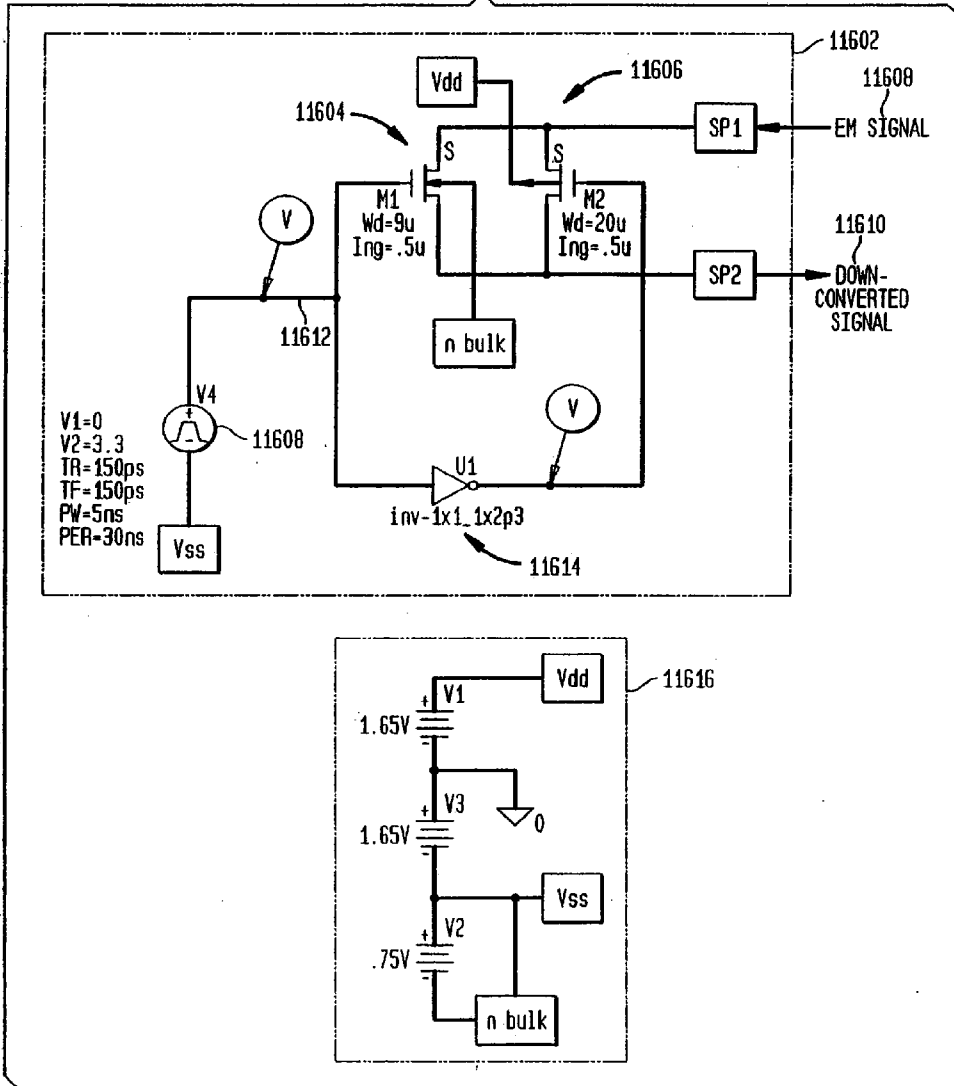 11602
Vdd
11606
11608
11604
SP1
EM SIGNAL
S
S
M1
Wd=9u
lng=.5u
M2
Wd=20u
lng=.5u
V
11610
SP2
DOWN-
CONVERTED
SIGNAL
11612
n bulk
V4
V
V1=0
V2=3.3
TR=150ps
TF=150ps
PW=5ns
PER=30ns
11608
U1
inv-1x1_1x2p3
Vss
11614
Vdd
11616
+ V1
1.65V
-
+ V3
0
1.65V
-
Vss
+ V2
.75V
-
n bulk